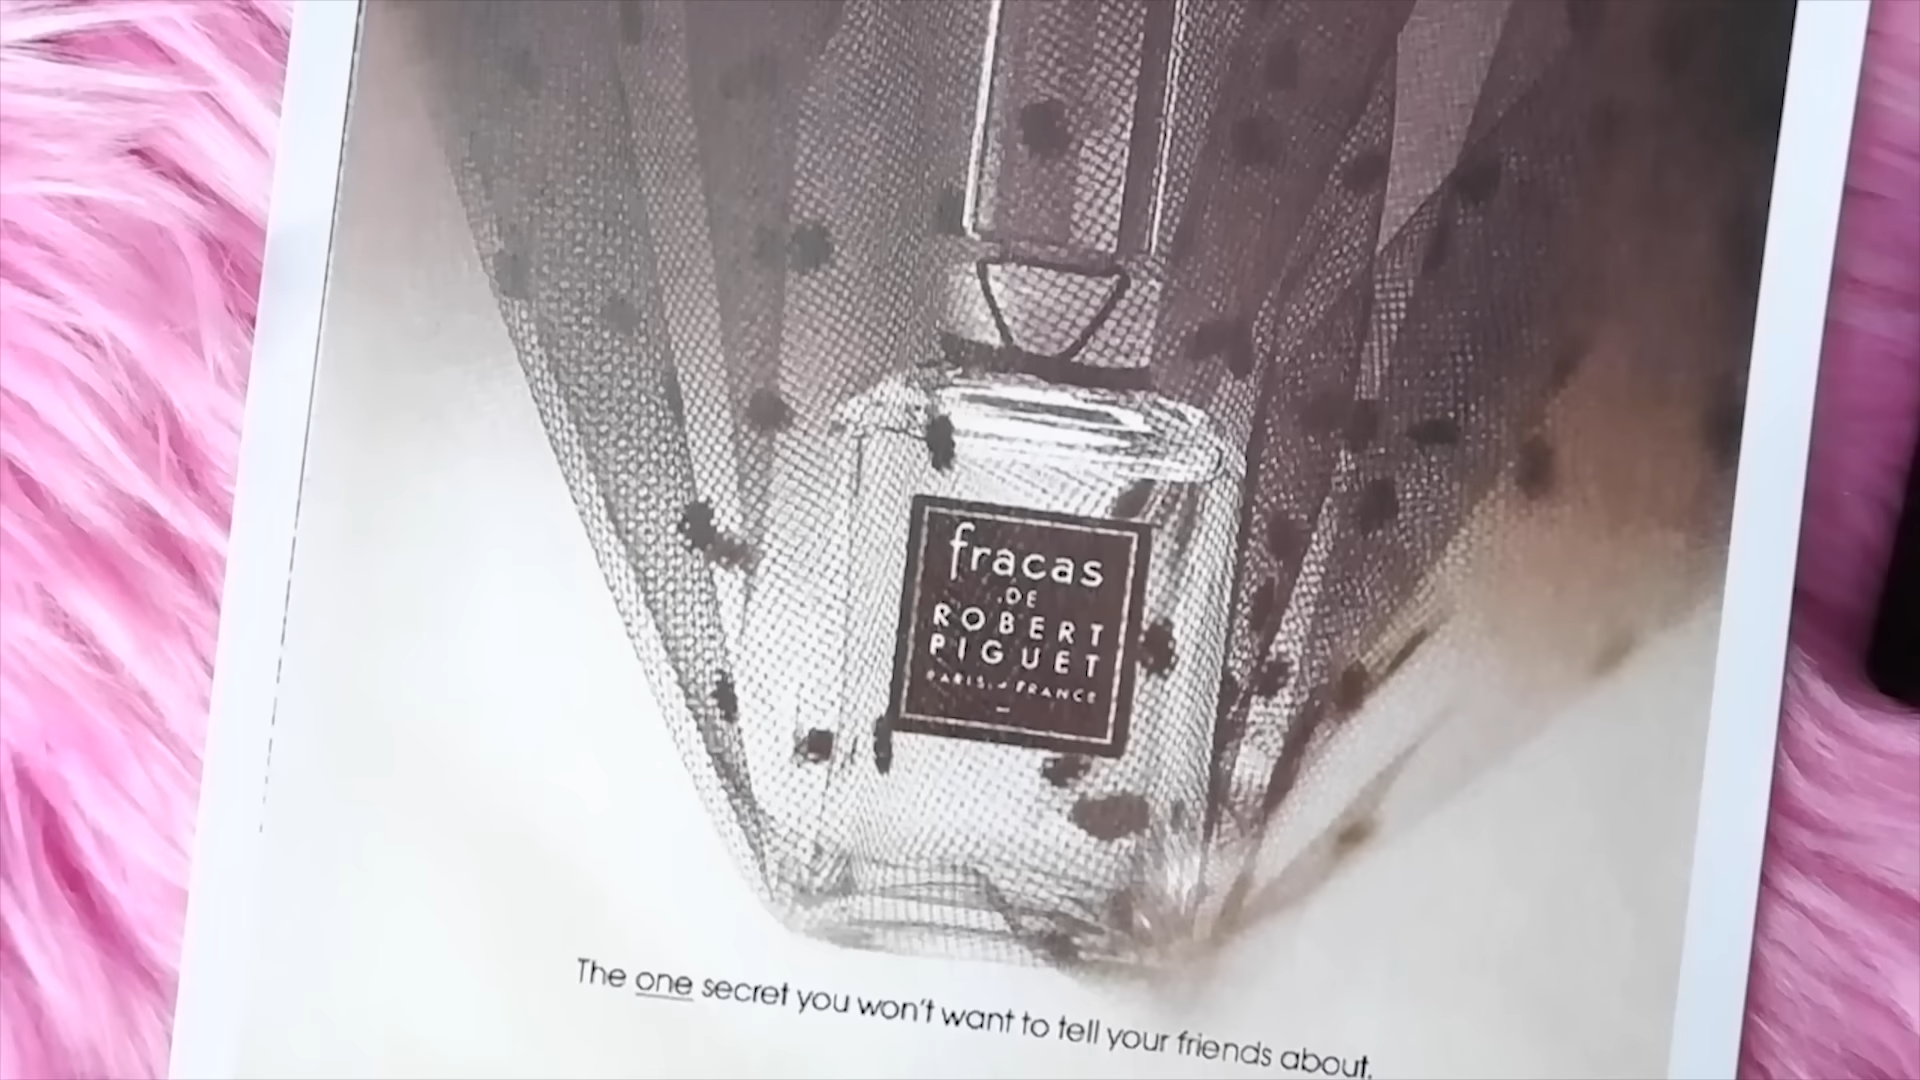 fracas
DE
ROBERT
PIGUET
PARIS - FRANCE
The one secret you won't want to tell your friends about.